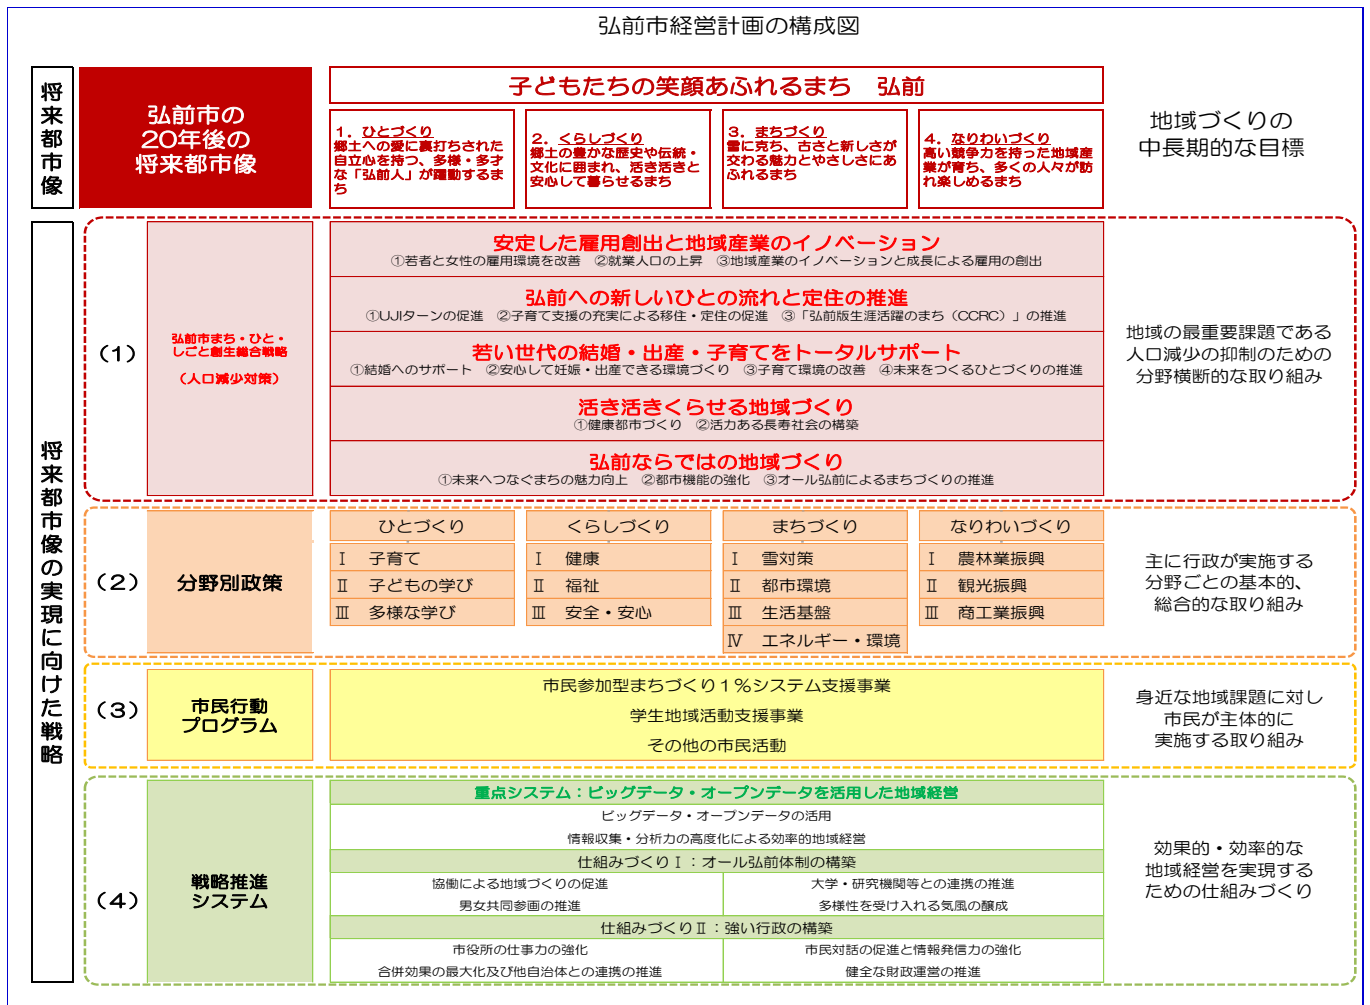 弘前市経営計画の構成図
将来都市像
弘前市の
20年後の
将来都市像
子どもたちの笑顔あふれるまち　弘前
１．ひとづくり
郷土への愛に裏打ちされた
自立心を持つ、多様・多才
な「弘前人」が躍動するま
ち
２．くらしづくり
郷土の豊かな歴史や伝統・
文化に囲まれ、活き活きと
安心して暮らせるまち
３．まちづくり
雪に克ち、古さと新しさが
交わる魅力とやさしさにあ
ふれるまち
４．なりわいづくり
高い競争力を持った地域産
業が育ち、多くの人々が訪
れ楽しめるまち
地域づくりの
中長期的な目標
将来都市像の実現に向けた戦略
（1）
弘前市まち・ひと・
しごと創生総合戦略
（人口減少対策）
安定した雇用創出と地域産業のイノベーション
①若者と女性の雇用環境を改善　②就業人口の上昇　③地域産業のイノベーションと成長による雇用の創出
弘前への新しいひとの流れと定住の推進
①UJIターンの促進　②子育て支援の充実による移住・定住の促進　③「弘前版生涯活躍のまち（CCRC）」の推進
若い世代の結婚・出産・子育てをトータルサポート
①結婚へのサポート　②安心して妊娠・出産できる環境づくり　③子育て環境の改善　④未来をつくるひとづくりの推進
活き活きくらせる地域づくり
①健康都市づくり　②活力ある長寿社会の構築
弘前ならではの地域づくり
①未来へつなぐまちの魅力向上　②都市機能の強化　③オール弘前によるまちづくりの推進
地域の最重要課題である
人口減少の抑制のための
分野横断的な取り組み
（2）
分野別政策
ひとづくり
Ⅰ　子育て
Ⅱ　子どもの学び
Ⅲ　多様な学び
くらしづくり
Ⅰ　健康
Ⅱ　福祉
Ⅲ　安全・安心
まちづくり
Ⅰ　雪対策
Ⅱ　都市環境
Ⅲ　生活基盤
Ⅳ　エネルギー・環境
なりわいづくり
Ⅰ　農林業振興
Ⅱ　観光振興
Ⅲ　商工業振興
主に行政が実施する
分野ごとの基本的、
総合的な取り組み
（3）
市民行動
プログラム
市民参加型まちづくり１％システム支援事業
学生地域活動支援事業
その他の市民活動
身近な地域課題に対し
市民が主体的に
実施する取り組み
（4）
戦略推進
システム
重点システム：ビッグデータ・オープンデータを活用した地域経営
ビッグデータ・オープンデータの活用
情報収集・分析力の高度化による効率的地域経営
仕組みづくりⅠ：オール弘前体制の構築
協働による地域づくりの促進
大学・研究機関等との連携の推進
男女共同参画の推進
多様性を受け入れる気風の醸成
仕組みづくりⅡ：強い行政の構築
市役所の仕事力の強化
市民対話の促進と情報発信力の強化
合併効果の最大化及び他自治体との連携の推進
健全な財政運営の推進
効果的・効率的な
地域経営を実現する
ための仕組みづくり